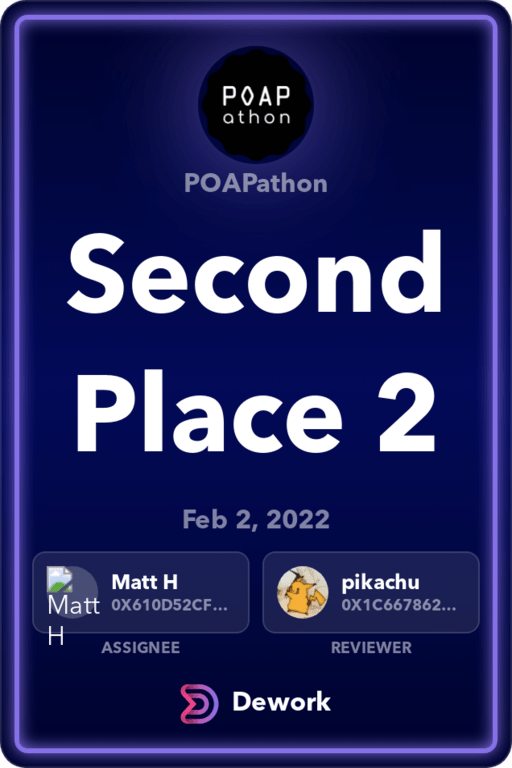 POAP
athon
POAPathon
Second
Place 2
Feb 2, 2022
Matt H
0X610D52CF...
Matt
H
pikachu
0X1C667862...
ASSIGNEE
REVIEWER
Dework